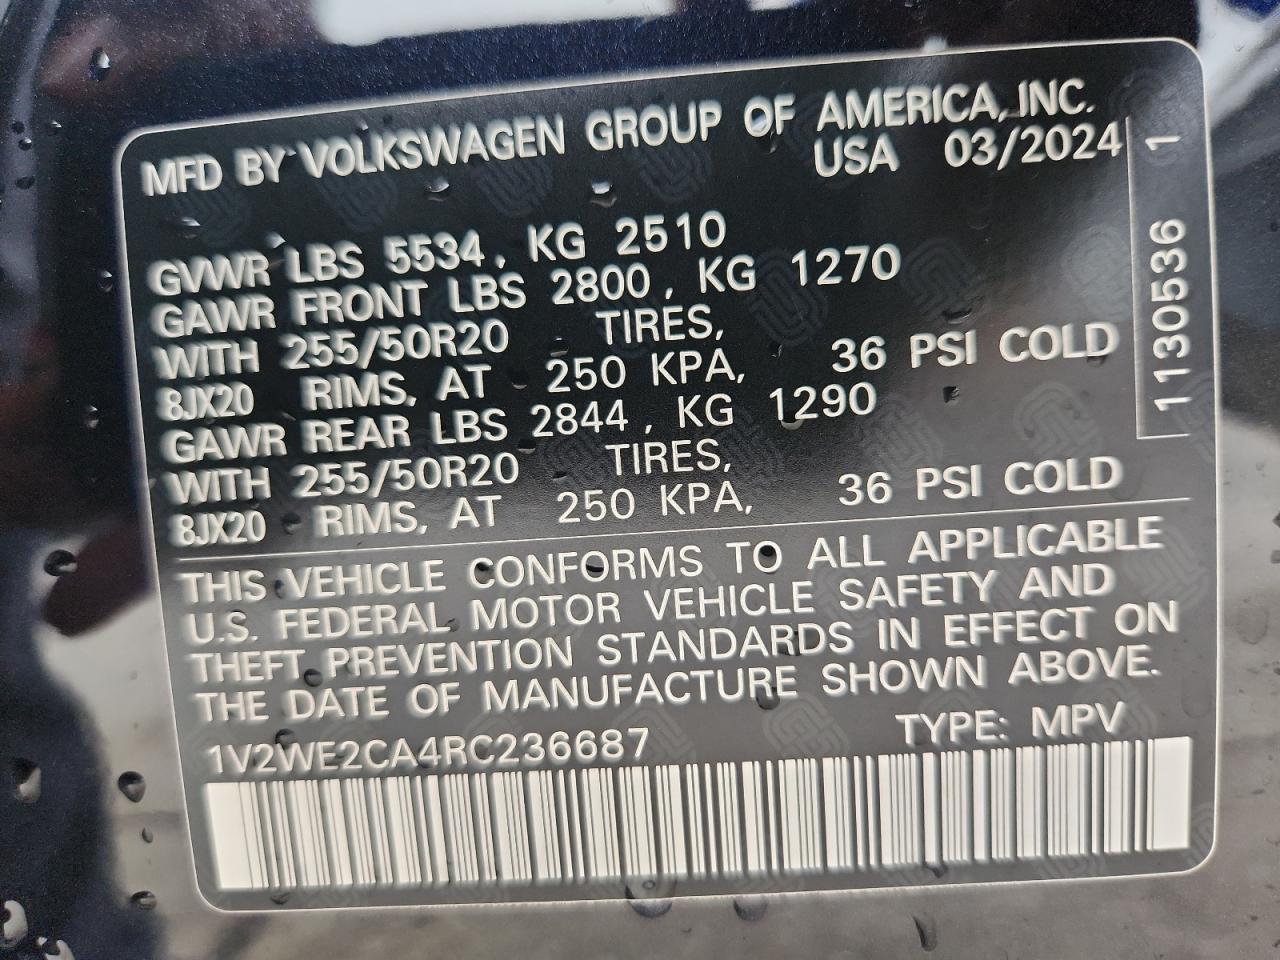 MFD BY VOLKSWAGEN GROUP OF AMERICA, INC.
USA 03/2024
GVWR LBS 5534, KG 2510
GAWR FRONT LBS 2800, KG 1270
WITH 255/50R20 TIRES,
8JX20 RIMS, AT 250 KPA, 36 PSI COLD
GAWR REAR LBS 2844, KG 1290
WITH 255/50R20 TIRES,
8JX20 RIMS, AT 250 KPA, 36 PSI COLD
1130536 1
THIS VEHICLE CONFORMS TO ALL APPLICABLE
U.S. FEDERAL MOTOR VEHICLE SAFETY AND
THEFT PREVENTION STANDARDS IN EFFECT ON
THE DATE OF MANUFACTURE SHOWN ABOVE.
1V2WE2CA4RC236687 TYPE: MPV